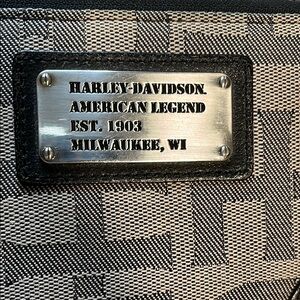 HARLEY-DAVIDSON.
AMERICAN LEGEND
EST. 1903
MILWAUKEE, WI